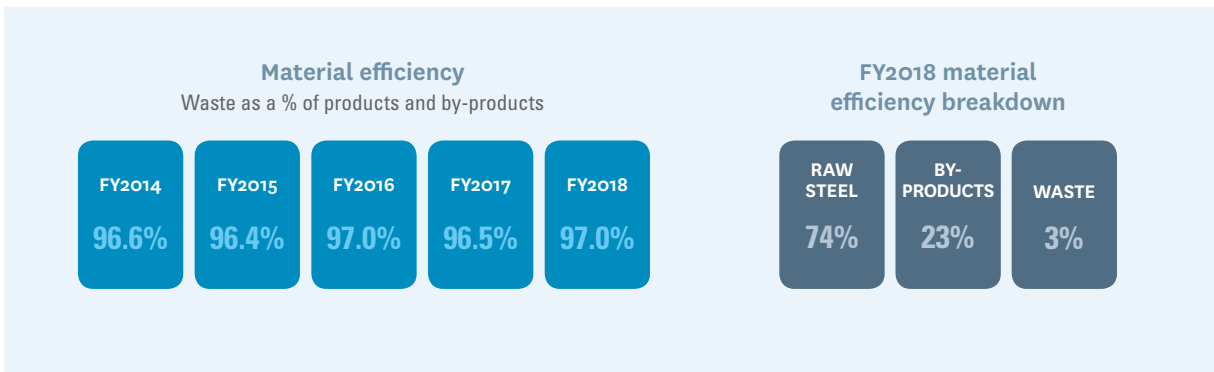 Material efficiency
Waste as a % of products and by-products
FY2014
96.6%
FY2015
96.4%
FY2016
97.0%
FY2017
96.5%
FY2018
97.0%
FY2018 material
efficiency breakdown
RAW
STEEL
74%
BY-
PRODUCTS
23%
WASTE
3%